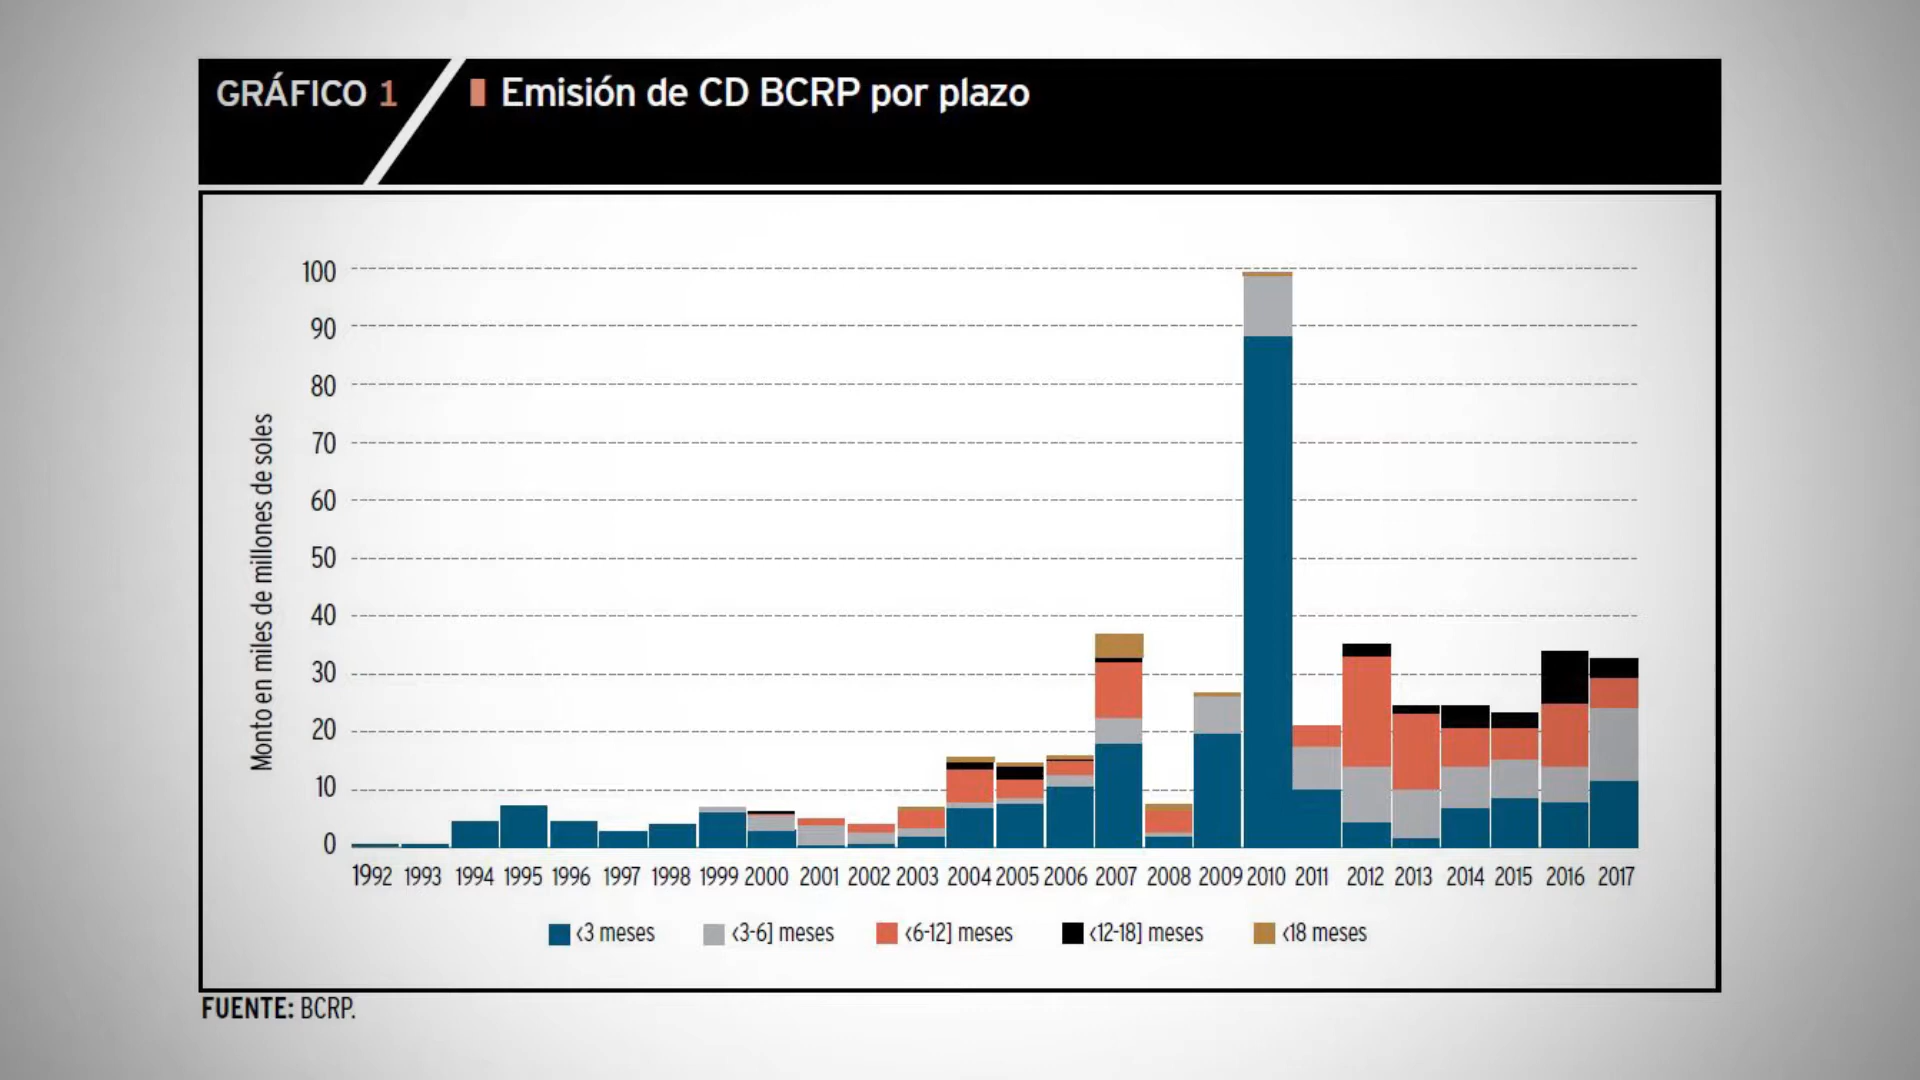 GRÁFICO 1
Emisión de CD BCRP por plazo
Monto en miles de millones de soles
100
90
80
70
60
50
40
30
20
10
0
1992 1993 1994 1995 1996 1997 1998 1999 2000 2001 2002 2003 2004 2005 2006 2007 2008 2009 2010 2011 2012 2013 2014 2015 2016 2017
<3 meses <3-6] meses <6-12] meses <12-18] meses <18 meses
FUENTE: BCRP.